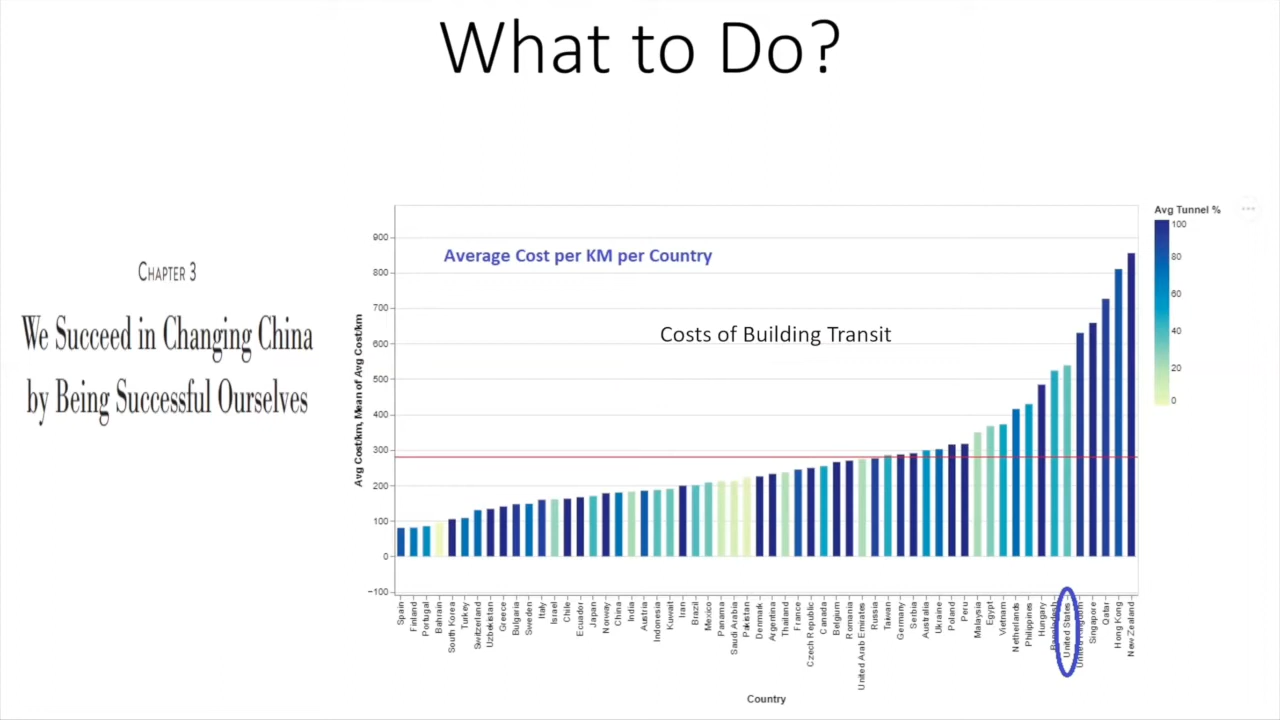 What to Do?
CHAPTER 3
We Succeed in Changing China
by Being Successful Ourselves
Average Cost per KM per Country
Costs of Building Transit
Avg Cost/km, Mean of Avg Cost/km
900
800
700
600
500
400
300
200
100
0
−100
Spain
Finland
Portugal
Bahrain
South Korea
Turkey
Switzerland
Uzbekistan
Greece
Bulgaria
Sweden
Italy
Israel
Chile
Ecuador
Japan
Norway
China
India
Austria
Indonesia
Kuwait
Iran
Brazil
Mexico
Panama
Saudi Arabia
Pakistan
Denmark
Argentina
Thailand
France
Czech Republic
Canada
Belgium
Romania
United Arab Emirates
Russia
Taiwan
Germany
Serbia
Australia
Ukraine
Poland
Peru
Malaysia
Egypt
Vietnam
Netherlands
Philippines
Hungary
Bangladesh
United States
United Kingdom
Singapore
Qatar
Hong Kong
New Zealand
Country
Avg Tunnel %
100
80
60
40
20
0